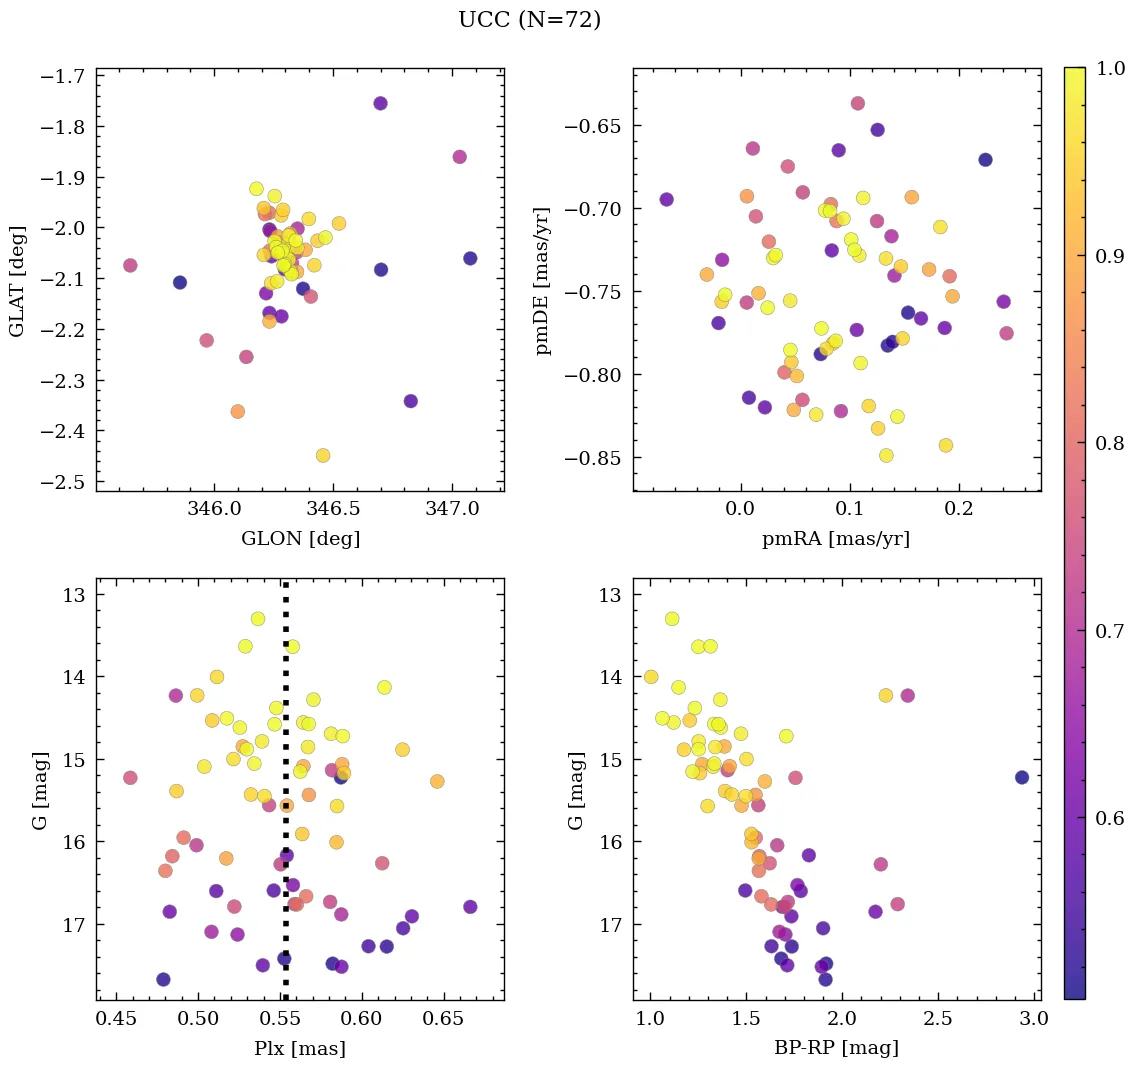 UCC (N=72)
−1.7
−1.8
−1.9
−2.0
−2.1
−2.2
−2.3
−2.4
−2.5
GLAT [deg]
346.0 346.5 347.0
GLON [deg]
−0.65
−0.70
−0.75
−0.80
−0.85
pmDE [mas/yr]
0.0 0.1 0.2
pmRA [mas/yr]
13
14
15
16
17
G [mag]
0.45 0.50 0.55 0.60 0.65
Plx [mas]
13
14
15
16
17
G [mag]
1.0 1.5 2.0 2.5 3.0
BP-RP [mag]
1.0
0.9
0.8
0.7
0.6